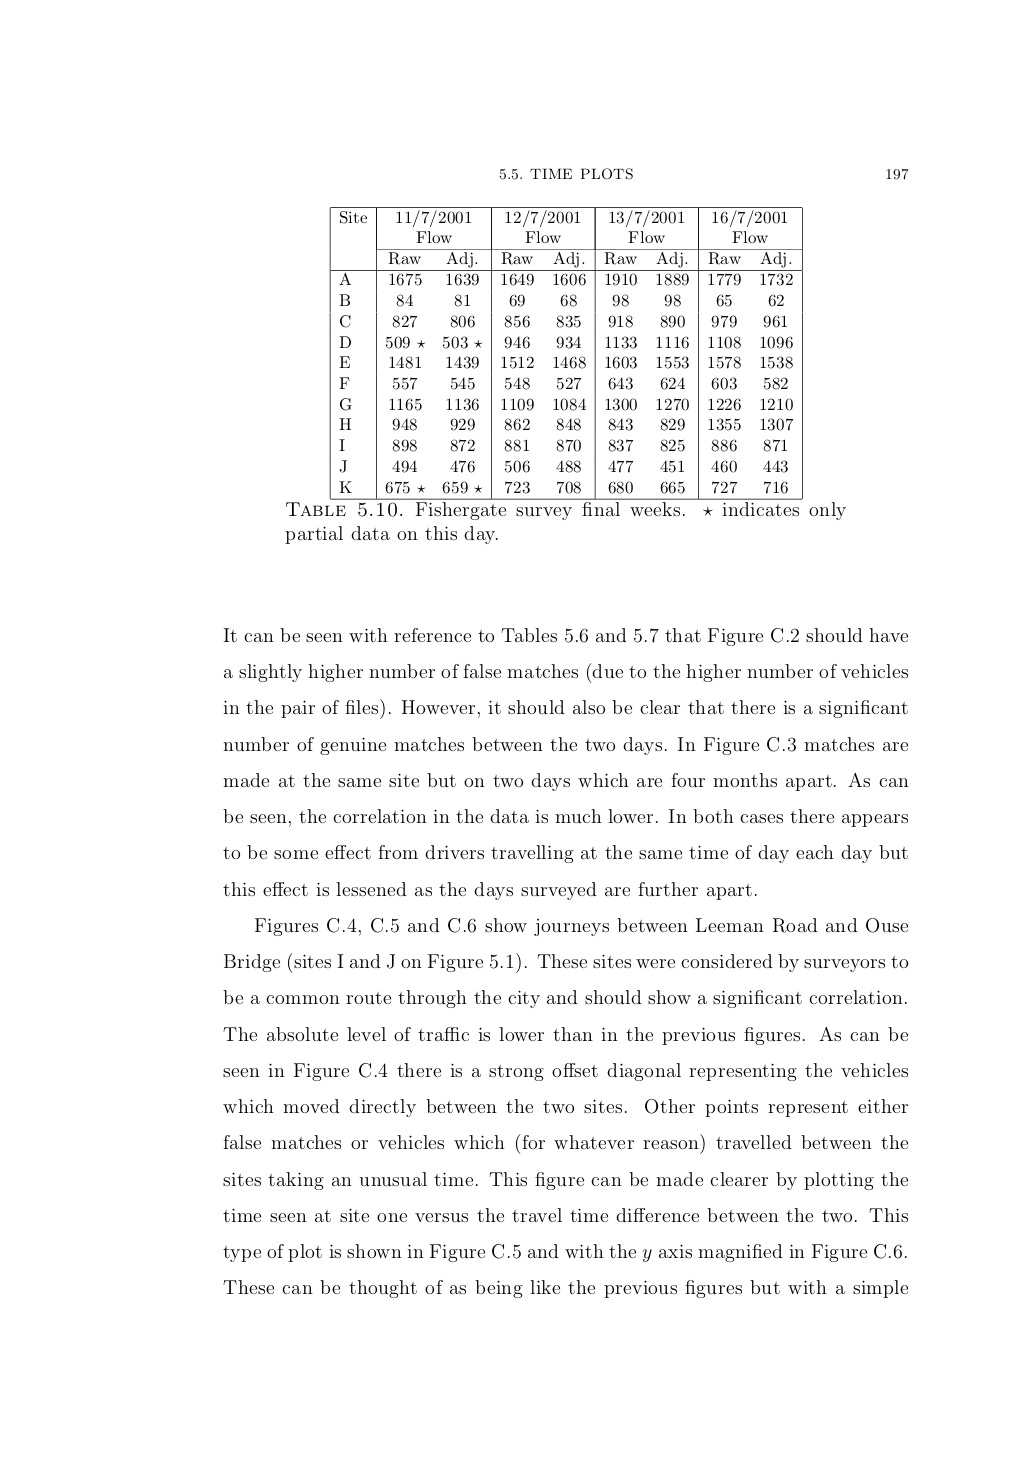 5.5. TIME PLOTS 197
Site 11/7/2001 12/7/2001 13/7/2001 16/7/2001
Flow Flow Flow Flow
Raw Adj. Raw Adj. Raw Adj. Raw Adj.
A 1675 1639 1649 1606 1910 1889 1779 1732
B 84 81 69 68 98 98 65 62
C 827 806 856 835 918 890 979 961
D 509 ⋆ 503 ⋆ 946 934 1133 1116 1108 1096
E 1481 1439 1512 1468 1603 1553 1578 1538
F 557 545 548 527 643 624 603 582
G 1165 1136 1109 1084 1300 1270 1226 1210
H 948 929 862 848 843 829 1355 1307
I 898 872 881 870 837 825 886 871
J 494 476 506 488 477 451 460 443
K 675 ⋆ 659 ⋆ 723 708 680 665 727 716
TABLE 5.10. Fishergate survey final weeks. ⋆ indicates only
partial data on this day.
It can be seen with reference to Tables 5.6 and 5.7 that Figure C.2 should have
a slightly higher number of false matches (due to the higher number of vehicles
in the pair of files). However, it should also be clear that there is a significant
number of genuine matches between the two days. In Figure C.3 matches are
made at the same site but on two days which are four months apart. As can
be seen, the correlation in the data is much lower. In both cases there appears
to be some effect from drivers travelling at the same time of day each day but
this effect is lessened as the days surveyed are further apart.
Figures C.4, C.5 and C.6 show journeys between Leeman Road and Ouse
Bridge (sites I and J on Figure 5.1). These sites were considered by surveyors to
be a common route through the city and should show a significant correlation.
The absolute level of traffic is lower than in the previous figures. As can be
seen in Figure C.4 there is a strong offset diagonal representing the vehicles
which moved directly between the two sites. Other points represent either
false matches or vehicles which (for whatever reason) travelled between the
sites taking an unusual time. This figure can be made clearer by plotting the
time seen at site one versus the travel time difference between the two. This
type of plot is shown in Figure C.5 and with the y axis magnified in Figure C.6.
These can be thought of as being like the previous figures but with a simple